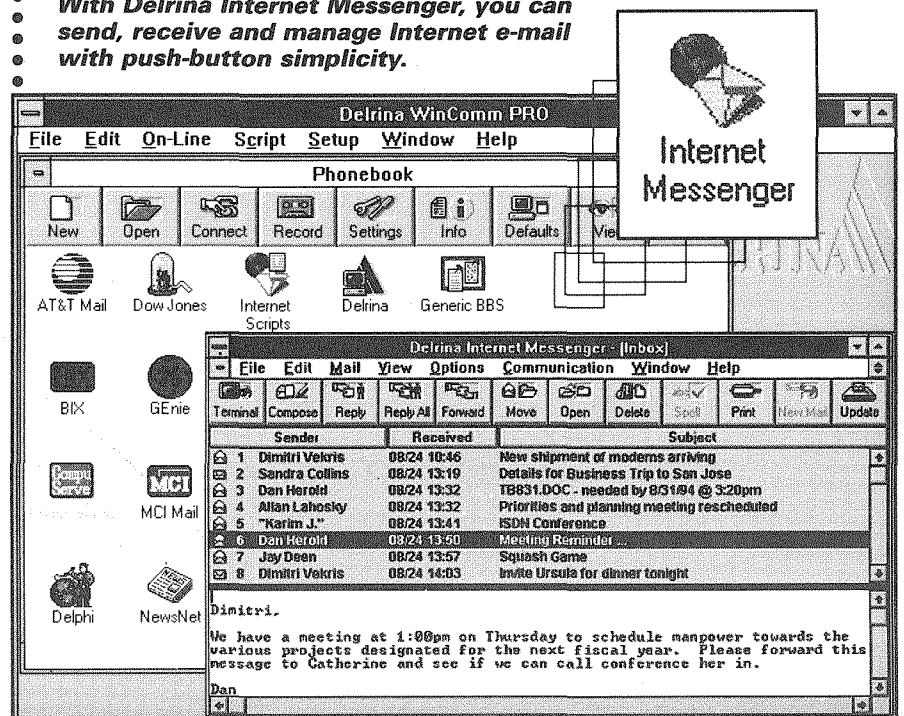 With Delrina Internet Messenger, you can
send, receive and manage Internet e-mail
with push-button simplicity.
Internet
Messenger
Delrina WinComm PRO
File Edit On-Line Script Setup Window Help
Phonebook
New Open Connect Record Settings Info Defaults
AT&T Mail Dow Jones Internet Scripts Delrina Generic BBS
BIX GEnie
Compu Serve MCI MCI Mail
Delphi NewsNet
Delrina Internet Messenger - [Inbox]
File Edit Mail View Options Communication Window Help
Terminal Compose Reply Reply All Forward Move Open Delete Spell Print New Mail Update
Sender Received Subject
1 Dimitri Vekris 08/24 10:46 New shipment of modems arriving
2 Sandra Collins 08/24 13:19 Details for Business Trip to San Jose
3 Dan Herold 08/24 13:32 TB831.DOC - needed by 8/31/94 @ 3:20pm
4 Allan Lahosky 08/24 13:32 Priorities and planning meeting rescheduled
5 "Karim J." 08/24 13:41 ISDN Conference
6 Dan Herold 08/24 13:50 Meeting Reminder ...
7 Jay Deen 08/24 13:57 Squash Game
8 Dimitri Vekris 08/24 14:03 Invite Ursula for dinner tonight
Dimitri,
We have a meeting at 1:00pm on Thursday to schedule manpower towards the
various projects designated for the next fiscal year. Please forward this
message to Catherine and see if we can call conference her in.
Dan